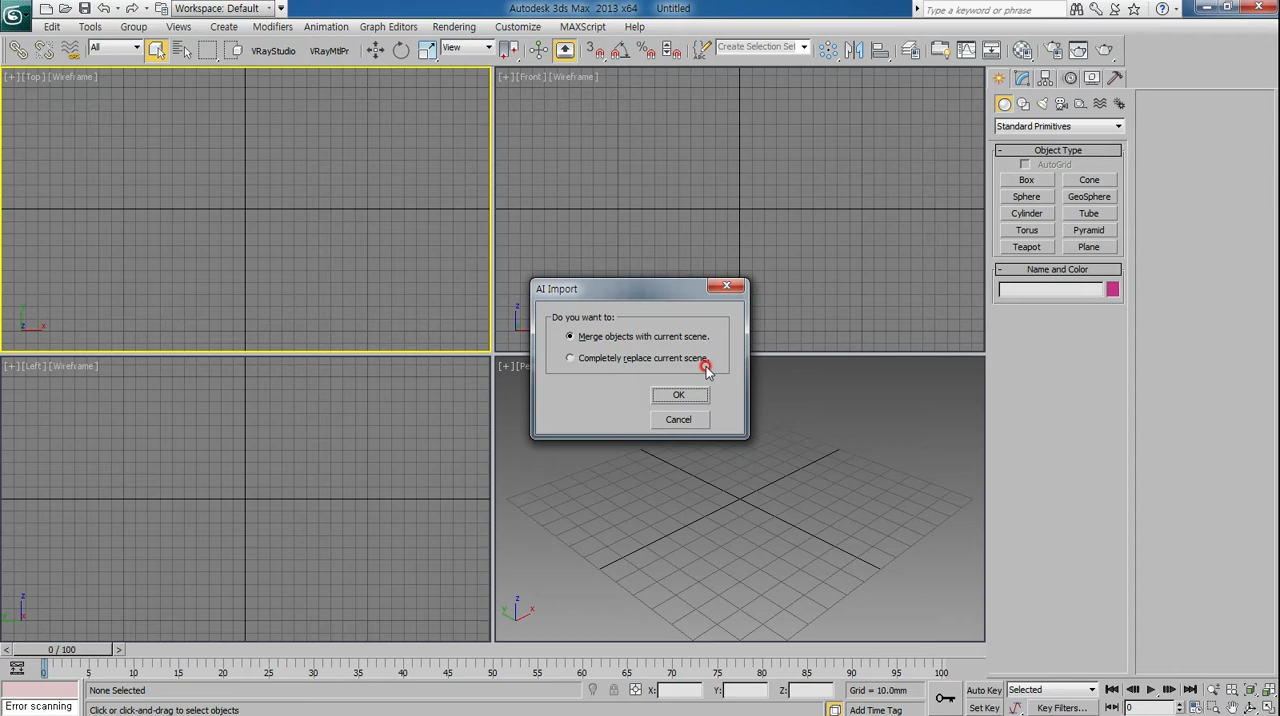 Workspace: Default
Autodesk 3ds Max 2013 x64
Untitled
Type a keyword or phrase
Edit Tools Group Views Create Modifiers Animation Graph Editors Rendering Customize MAXScript Help
All
VRayStudio
VRayMtlPr
View
Create Selection Set
[+][Top][Wireframe]
[+][Front][Wireframe]
Standard Primitives
- Object Type
AutoGrid
Box Cone
Sphere GeoSphere
Cylinder Tube
Torus Pyramid
Teapot Plane
- Name and Color
AI Import
Do you want to:
Merge objects with current scene.
Completely replace current scene.
OK
Cancel
[+][Left][Wireframe]
z
x
y
z
x
y
z
x
< 0 / 100 >
0 5 10 15 20 25 30 35 40 45 50 55 60 65 70 75 80 85 90 95 100
None Selected
X: Y: Z:
Grid = 10.0mm
Auto Key
Selected
Error scanning
Click or click-and-drag to select objects
Add Time Tag
Set Key
Key Filters...
0